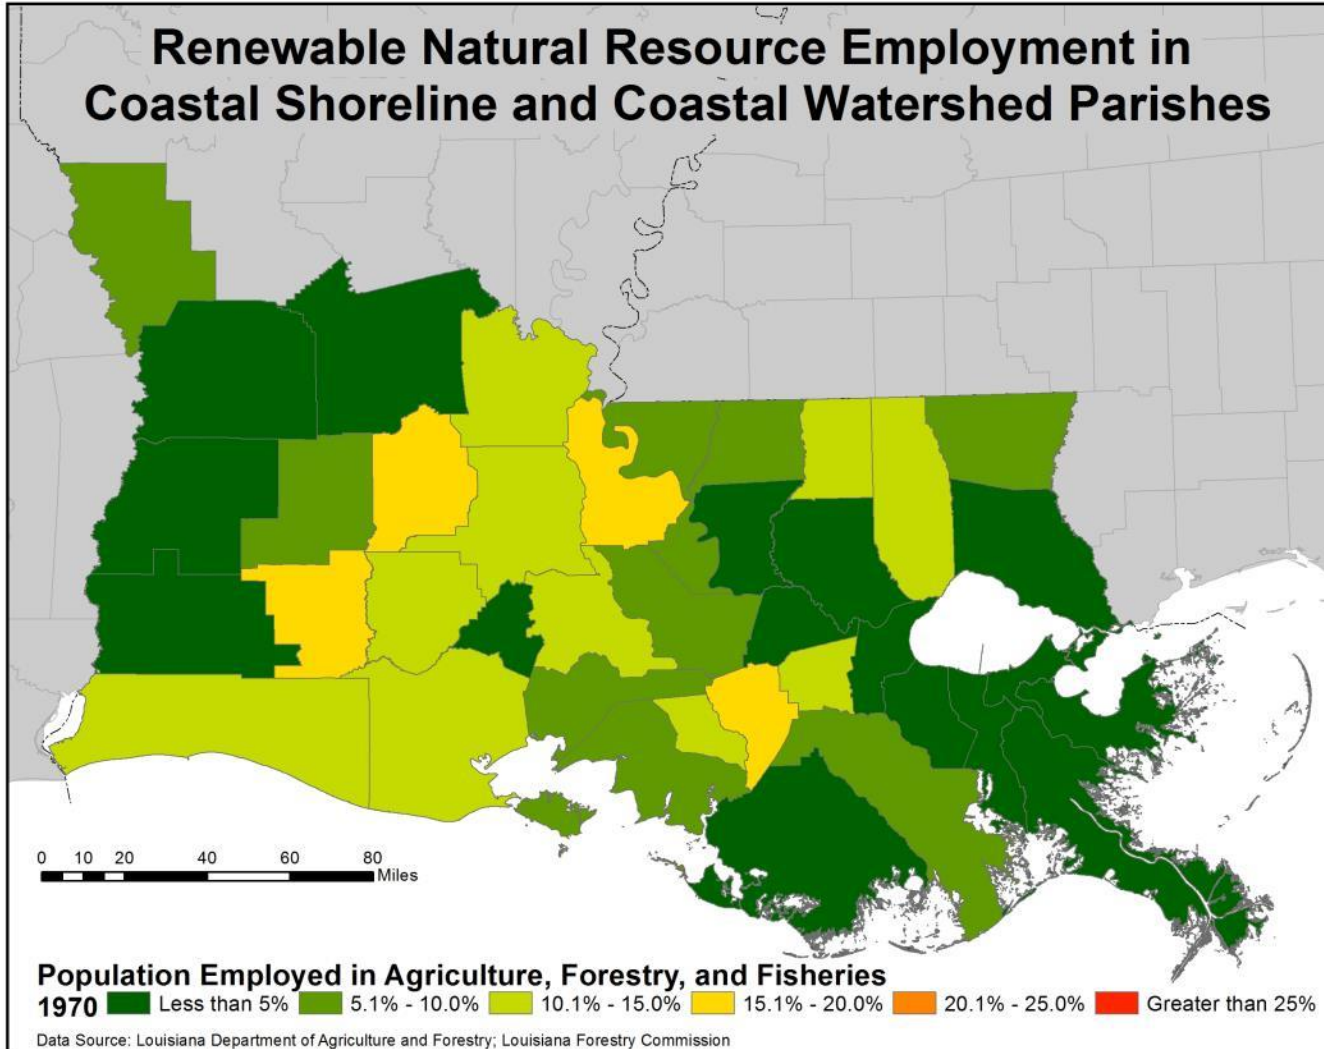 Renewable Natural Resource Employment in
Coastal Shoreline and Coastal Watershed Parishes
0 10 20 40 60 80
Miles
Population Employed in Agriculture, Forestry, and Fisheries
1970 Less than 5% 5.1% - 10.0% 10.1% - 15.0% 15.1% - 20.0% 20.1% - 25.0% Greater than 25%
Data Source: Louisiana Department of Agriculture and Forestry; Louisiana Forestry Commission